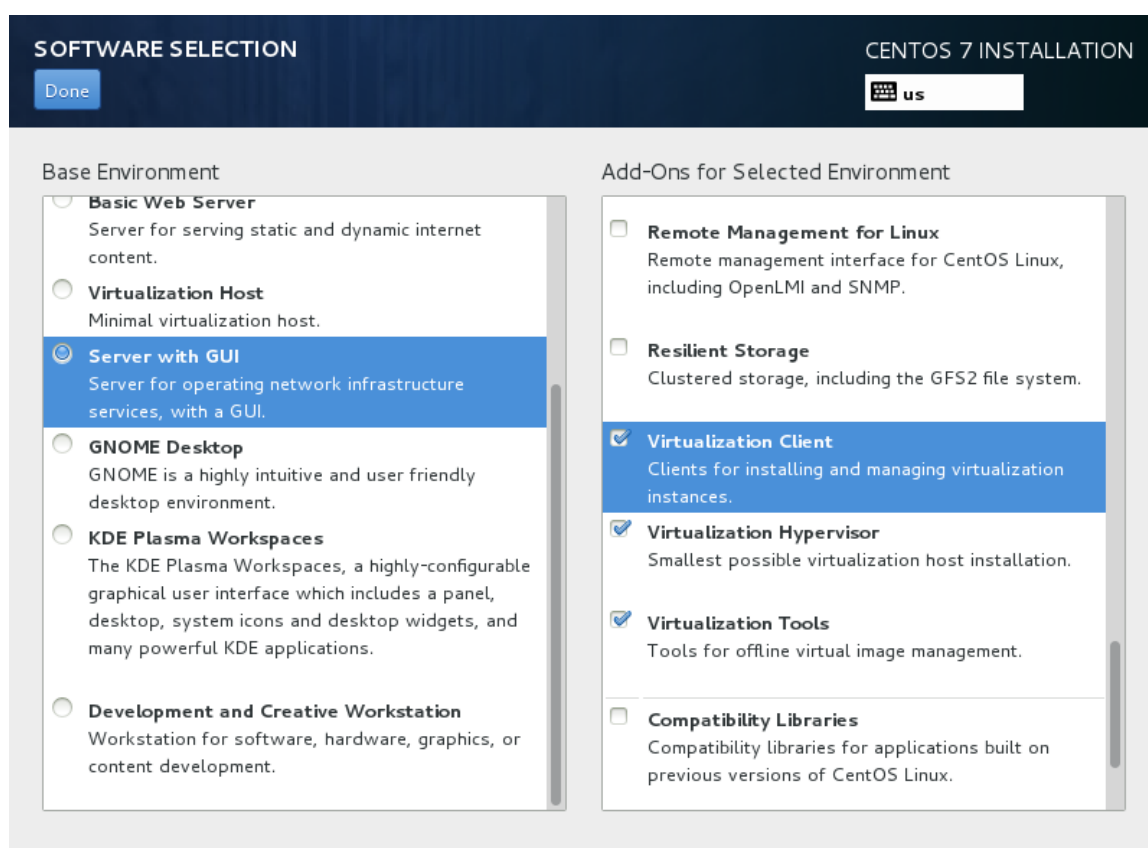 SOFTWARE SELECTION
CENTOS 7 INSTALLATION
Done
us
Base Environment
Basic Web Server
Server for serving static and dynamic internet
content.
Virtualization Host
Minimal virtualization host.
Server with GUI
Server for operating network infrastructure
services, with a GUI.
GNOME Desktop
GNOME is a highly intuitive and user friendly
desktop environment.
KDE Plasma Workspaces
The KDE Plasma Workspaces, a highly-configurable
graphical user interface which includes a panel,
desktop, system icons and desktop widgets, and
many powerful KDE applications.
Development and Creative Workstation
Workstation for software, hardware, graphics, or
content development.
Add-Ons for Selected Environment
Remote Management for Linux
Remote management interface for CentOS Linux,
including OpenLMI and SNMP.
Resilient Storage
Clustered storage, including the GFS2 file system.
Virtualization Client
Clients for installing and managing virtualization
instances.
Virtualization Hypervisor
Smallest possible virtualization host installation.
Virtualization Tools
Tools for offline virtual image management.
Compatibility Libraries
Compatibility libraries for applications built on
previous versions of CentOS Linux.